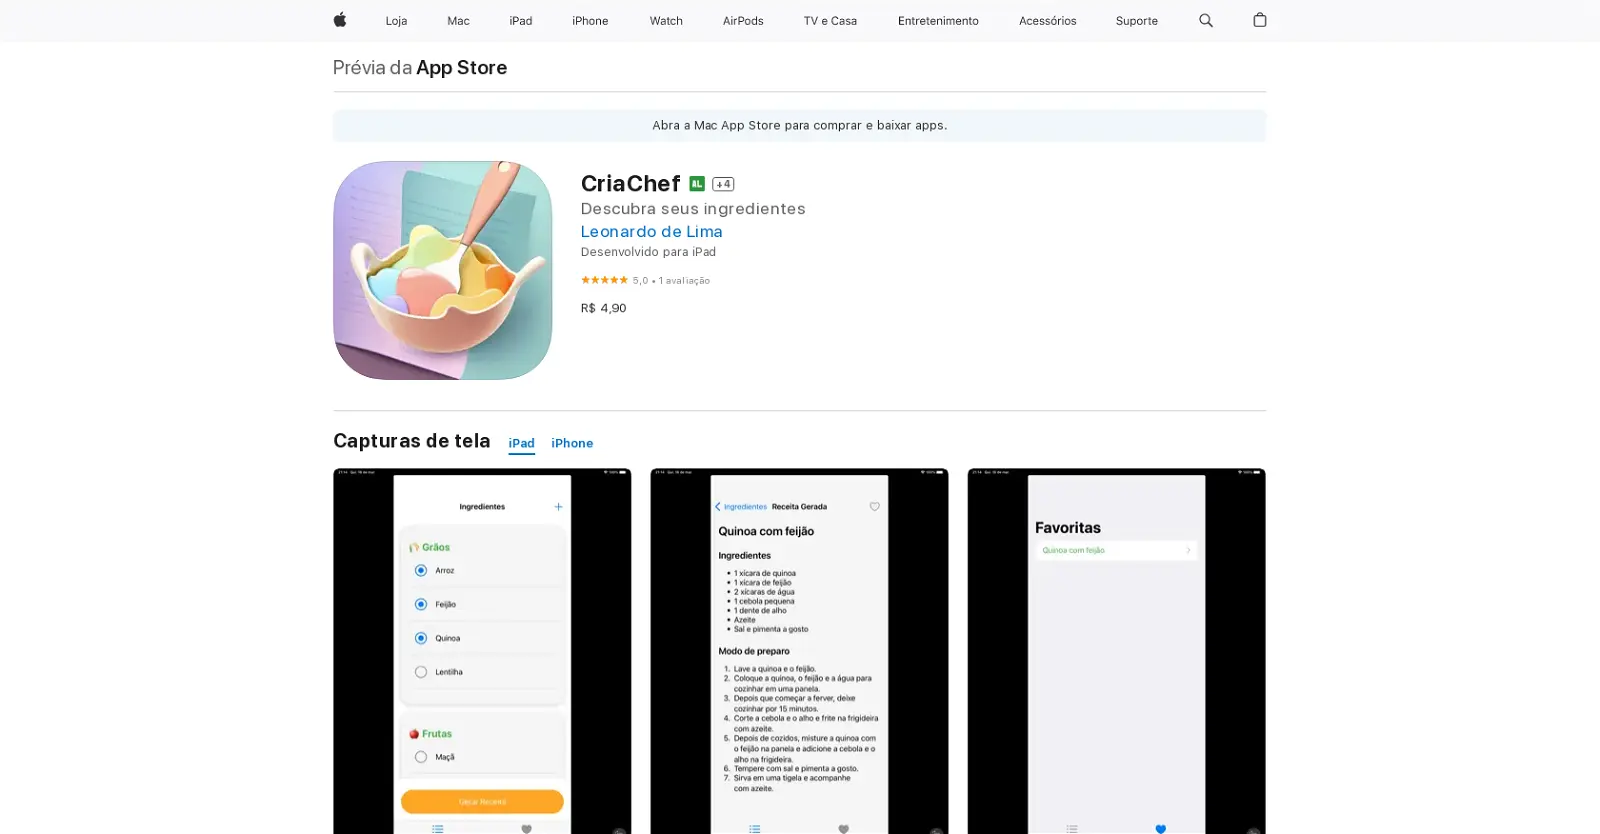 Loja Mac iPad iPhone Watch AirPods TV e Casa Entretenimento Acessórios Suporte
Prévia da App Store
Abra a Mac App Store para comprar e baixar apps.
CriaChef AL +4
Descubra seus ingredientes
Leonardo de Lima
Desenvolvido para iPad
5,0 • 1 avaliação
R$ 4,90
Capturas de tela iPad iPhone
Ingredientes +
Grãos
Arroz
Feijão
Quinoa
Lentilha
Frutas
Maçã
Gerar Receita
Ingredientes Receita Gerada
Quinoa com feijão
Ingredientes
• 1 xícara de quinoa
• 1 xícara de feijão
• 2 xícaras de água
• 1 cebola pequena
• 1 dente de alho
• Azeite
• Sal e pimenta a gosto
Modo de preparo
1. Lave a quinoa e o feijão.
2. Coloque a quinoa, o feijão e a água para
cozinhar em uma panela.
3. Depois que começar a ferver, deixe
cozinhar por 15 minutos.
4. Corte a cebola e o alho e frite na frigideira
com azeite.
5. Depois de cozidos, misture a quinoa com
o feijão na panela e adicione a cebola e o
alho na frigideira.
6. Tempere com sal e pimenta a gosto.
7. Sirva em uma tigela e acompanhe
com azeite.
Favoritas
Quinoa com feijão